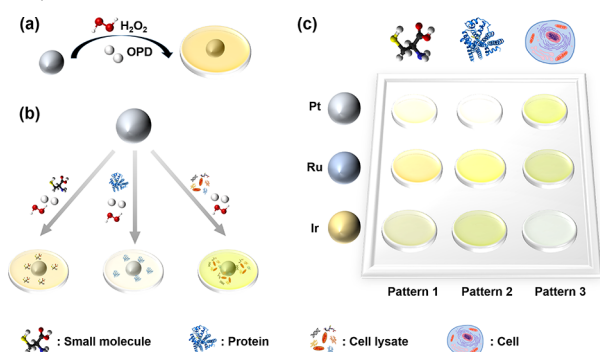 (a)
H₂O₂
OPD
(b)
(c)
Pt
Ru
Ir
Pattern 1 Pattern 2 Pattern 3
: Small molecule : Protein : Cell lysate : Cell